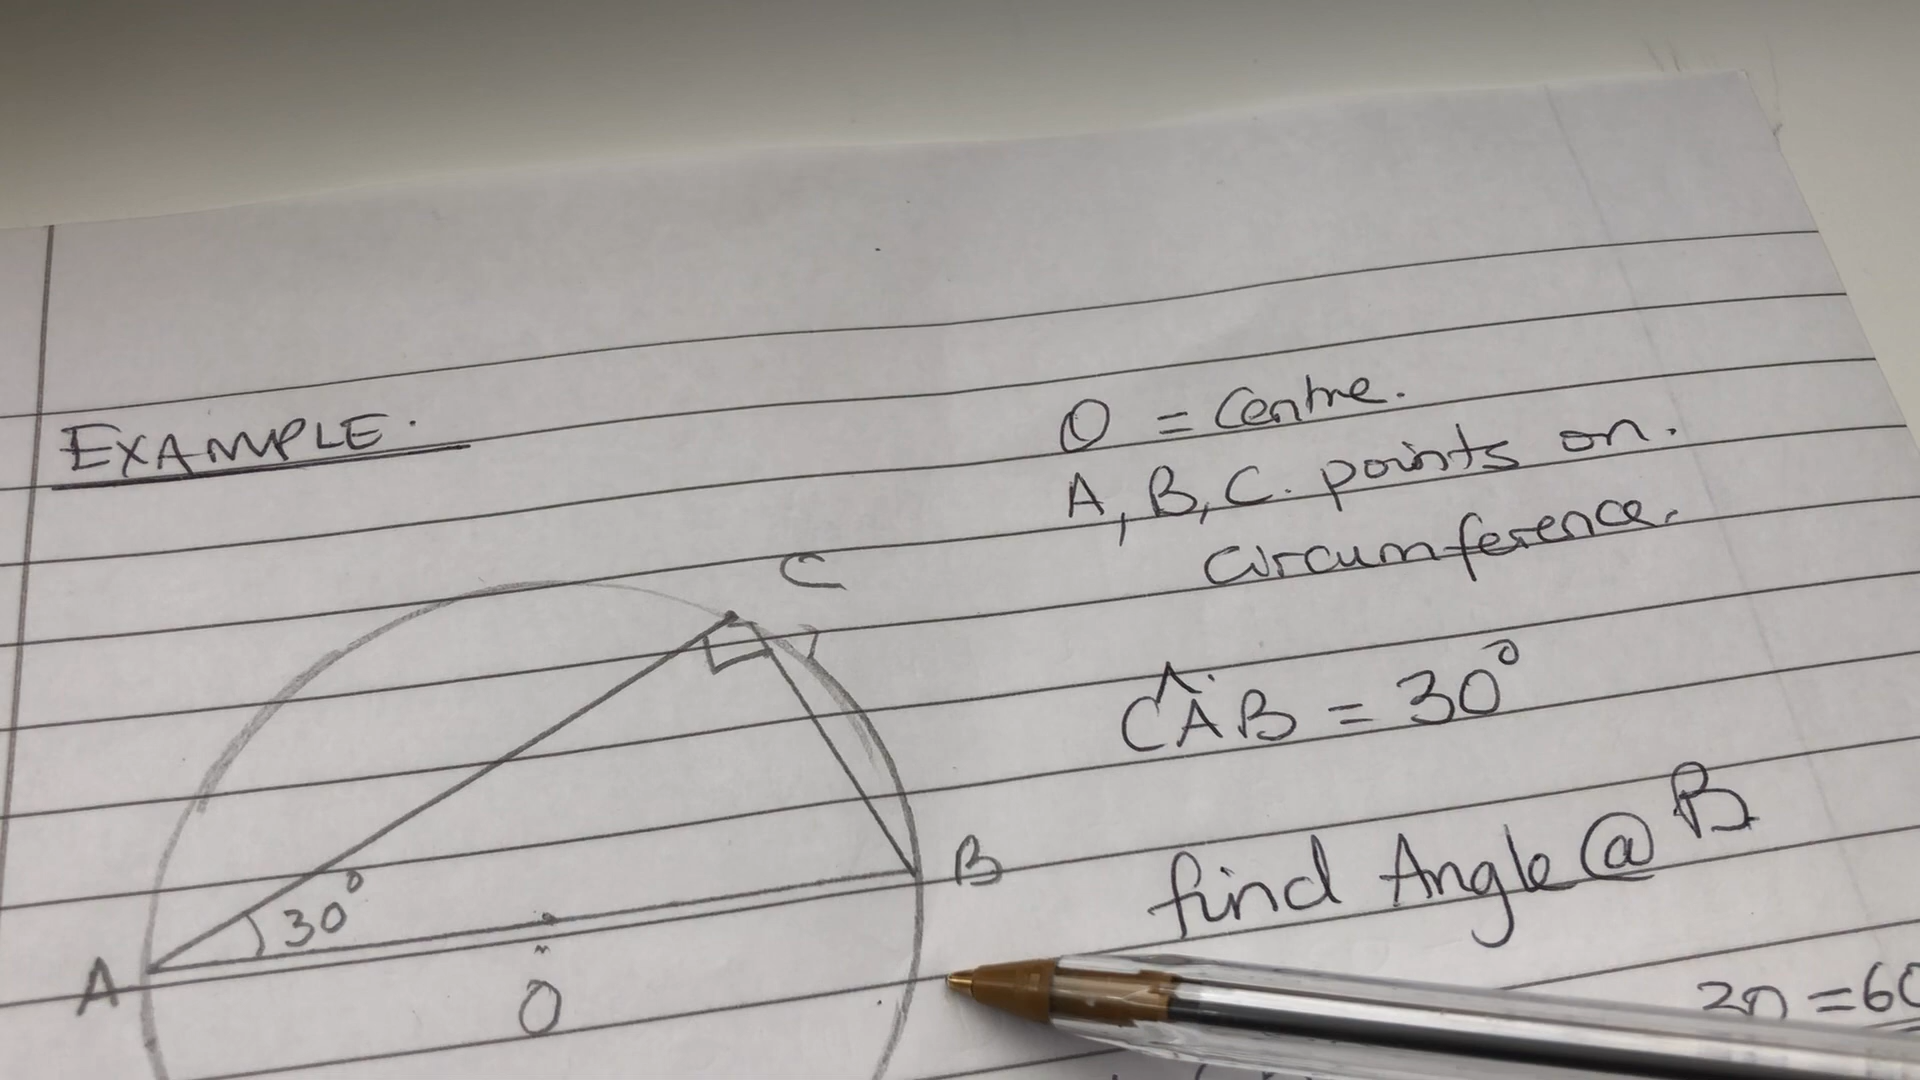 EXAMPLE.
O = Centre.
A, B, C. points on.
Circumference.
C
CÂB = 30°
B
find Angle @ B
30°
A
O